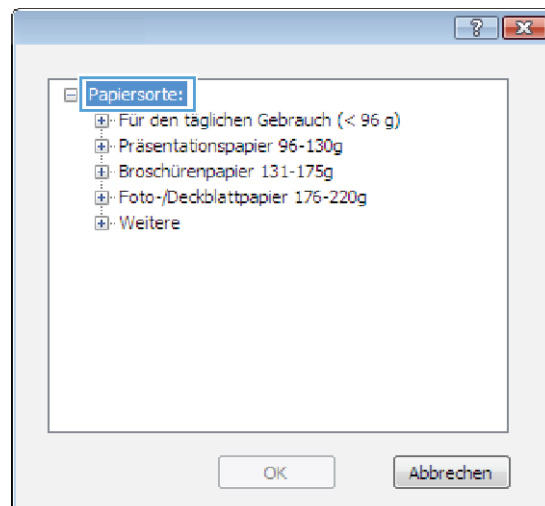 Papiersorte:
Für den täglichen Gebrauch (< 96 g)
Präsentationspapier 96-130g
Broschürenpapier 131-175g
Foto-/Deckblattpapier 176-220g
Weitere
OK
Abbrechen